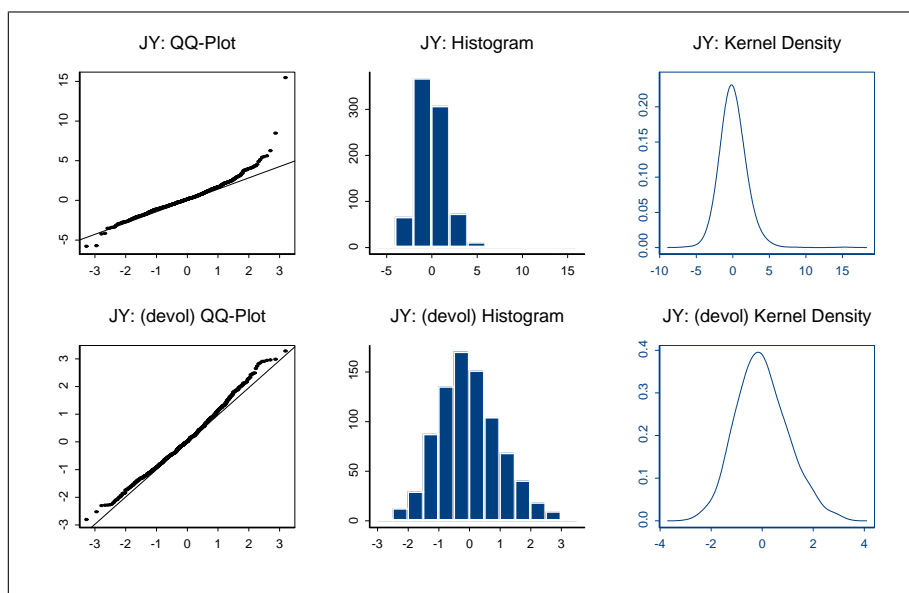 JY: QQ-Plot
JY: Histogram
JY: Kernel Density
15
10
5
0
-5
-3 -2 -1 0 1 2 3
300
200
100
0
-5 0 5 10 15
0.20
0.15
0.10
0.05
0.00
-10 -5 0 5 10 15
JY: (devol) QQ-Plot
JY: (devol) Histogram
JY: (devol) Kernel Density
3
2
1
0
-1
-2
-3
-3 -2 -1 0 1 2 3
150
100
50
0
-3 -2 -1 0 1 2 3
0.4
0.3
0.2
0.1
0.0
-4 -2 0 2 4